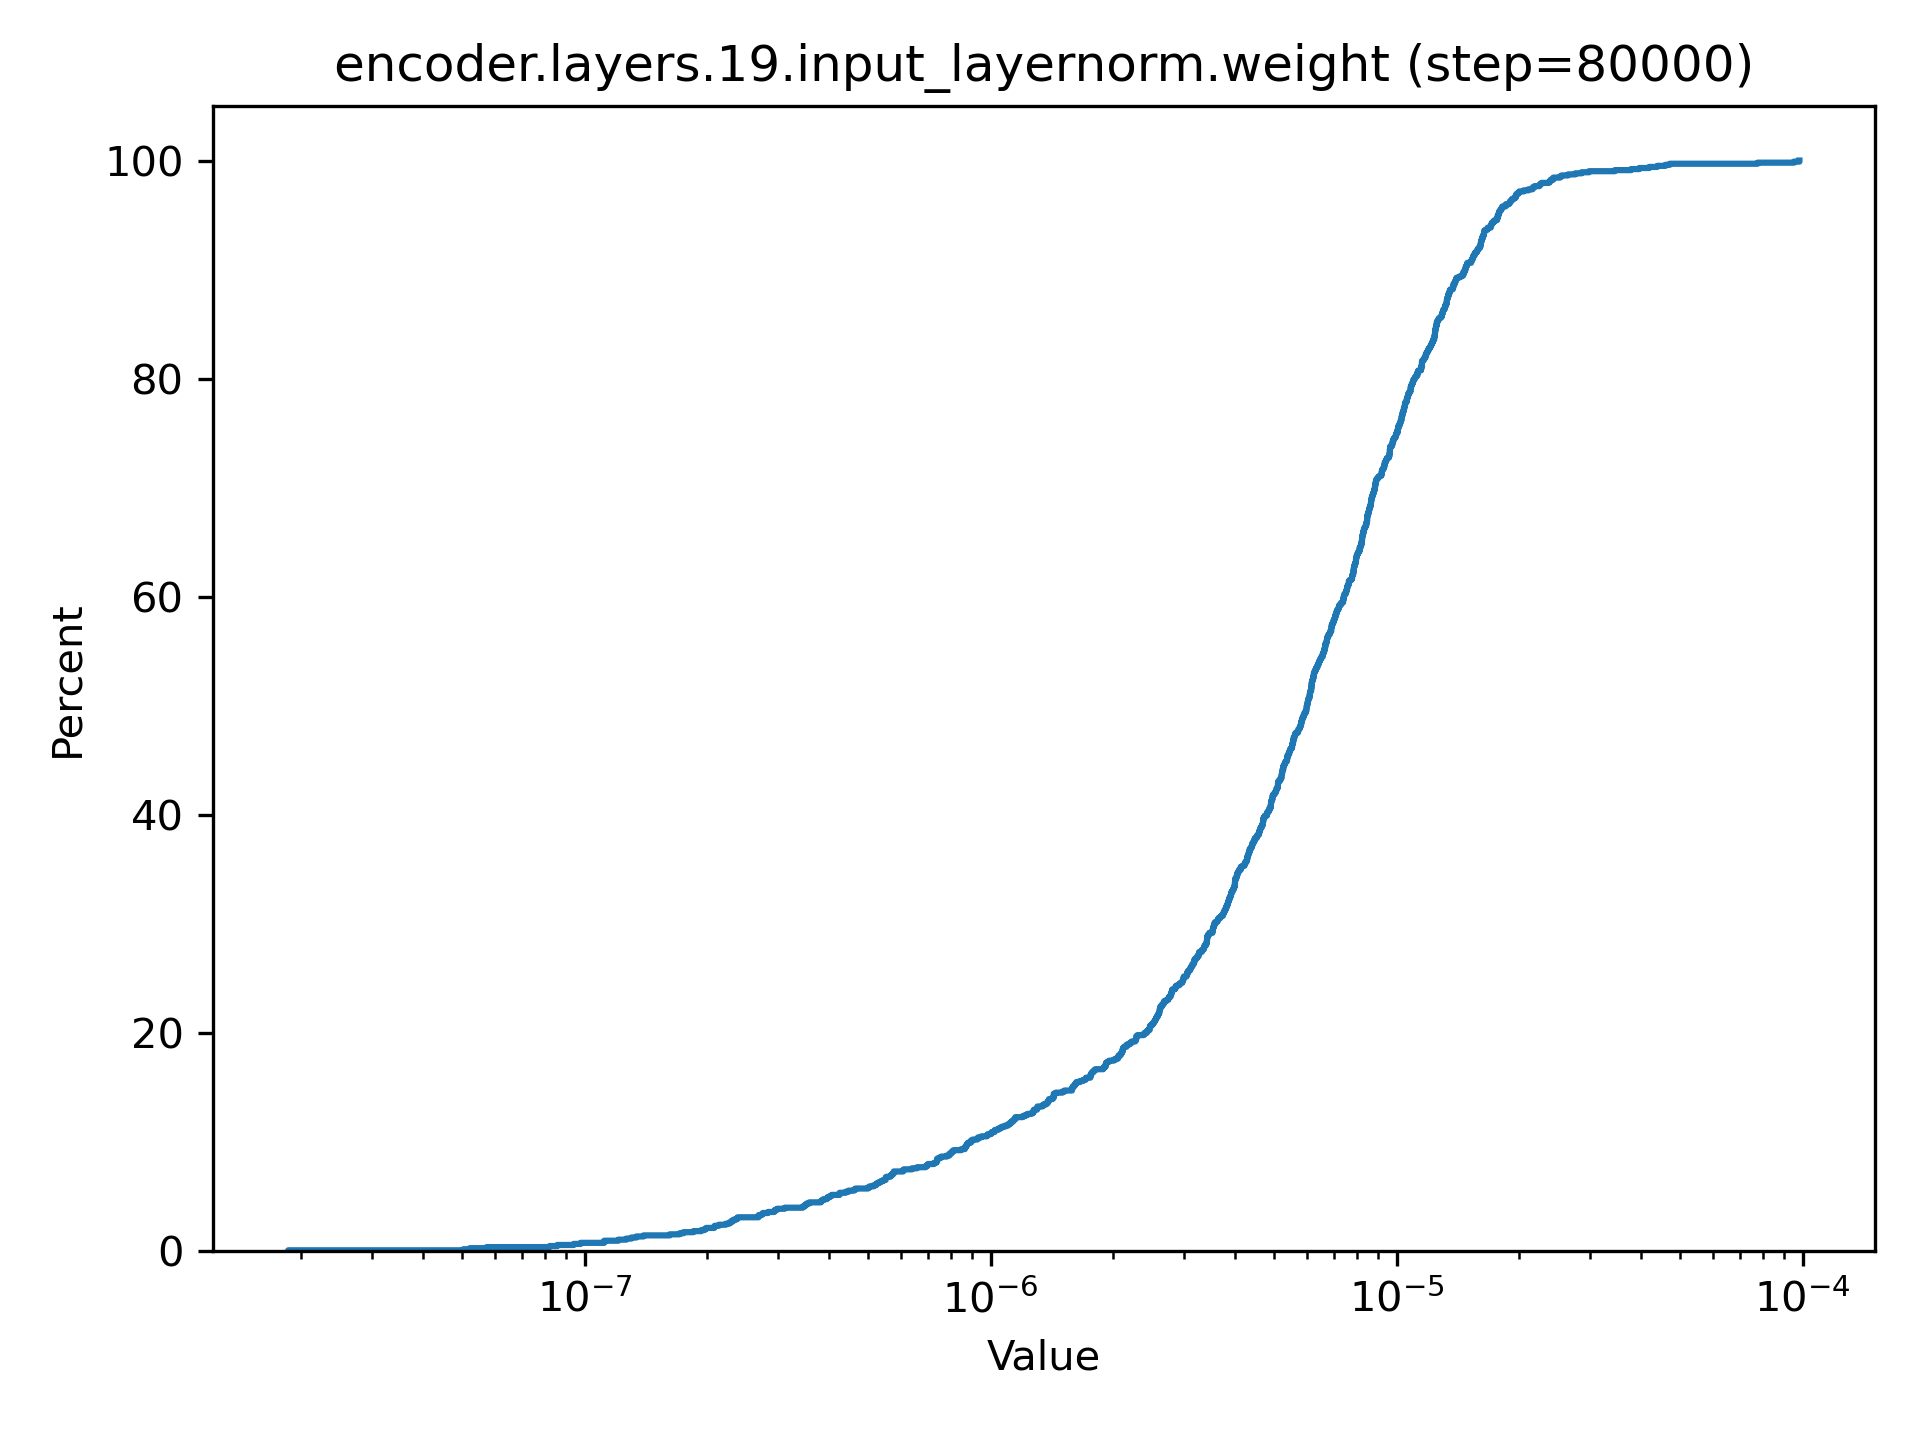 encoder.layers.19.input_layernorm.weight (step=80000)
100
80
60
40
20
0
Percent
10⁻⁷ 10⁻⁶ 10⁻⁵ 10⁻⁴
Value